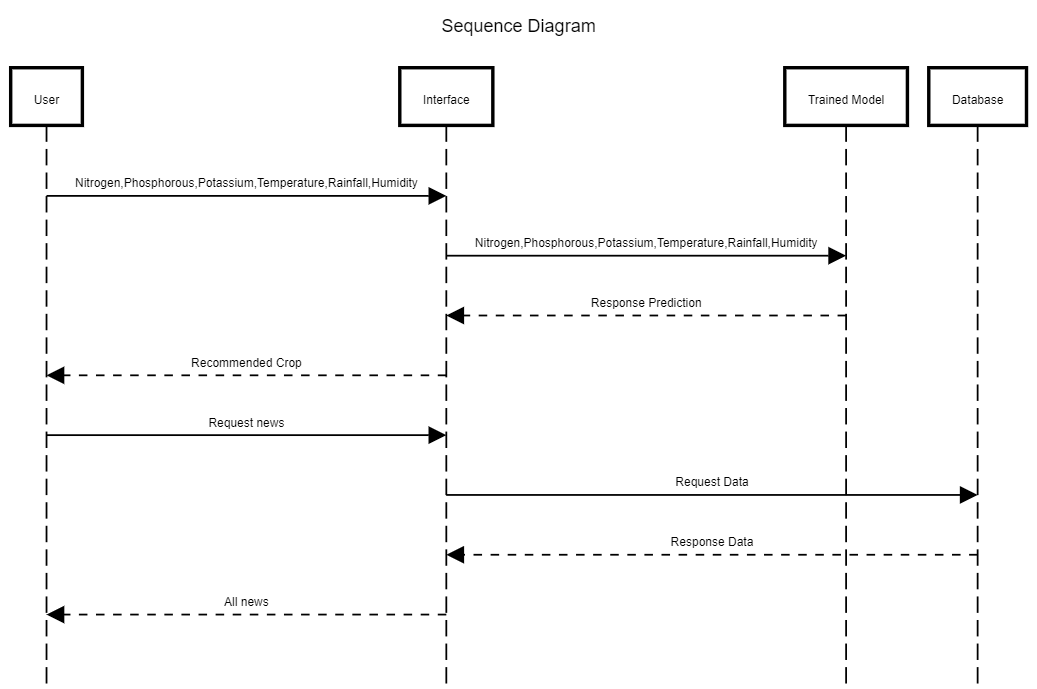 Sequence Diagram
User
Interface
Trained Model
Database
Nitrogen,Phosphorous,Potassium,Temperature,Rainfall,Humidity
Nitrogen,Phosphorous,Potassium,Temperature,Rainfall,Humidity
Response Prediction
Recommended Crop
Request news
Request Data
Response Data
All news